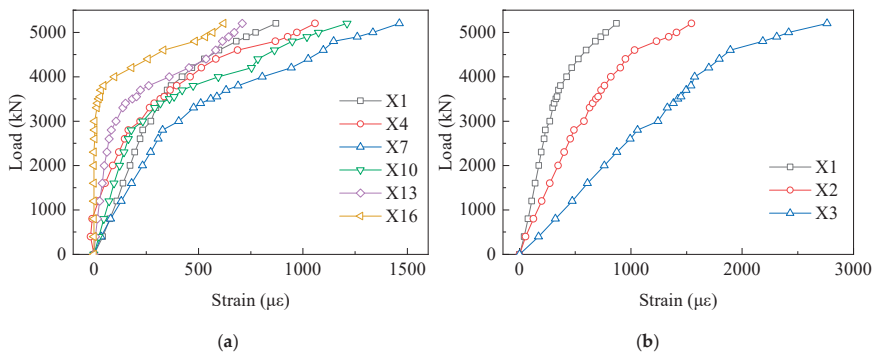 5000
4000
3000
2000
1000
0
Load (kN)
0 500 1000 1500
Strain (με)
X1
X4
X7
X10
X13
X16
(a)
5000
4000
3000
2000
1000
0
Load (kN)
0 1000 2000 3000
Strain (με)
X1
X2
X3
(b)